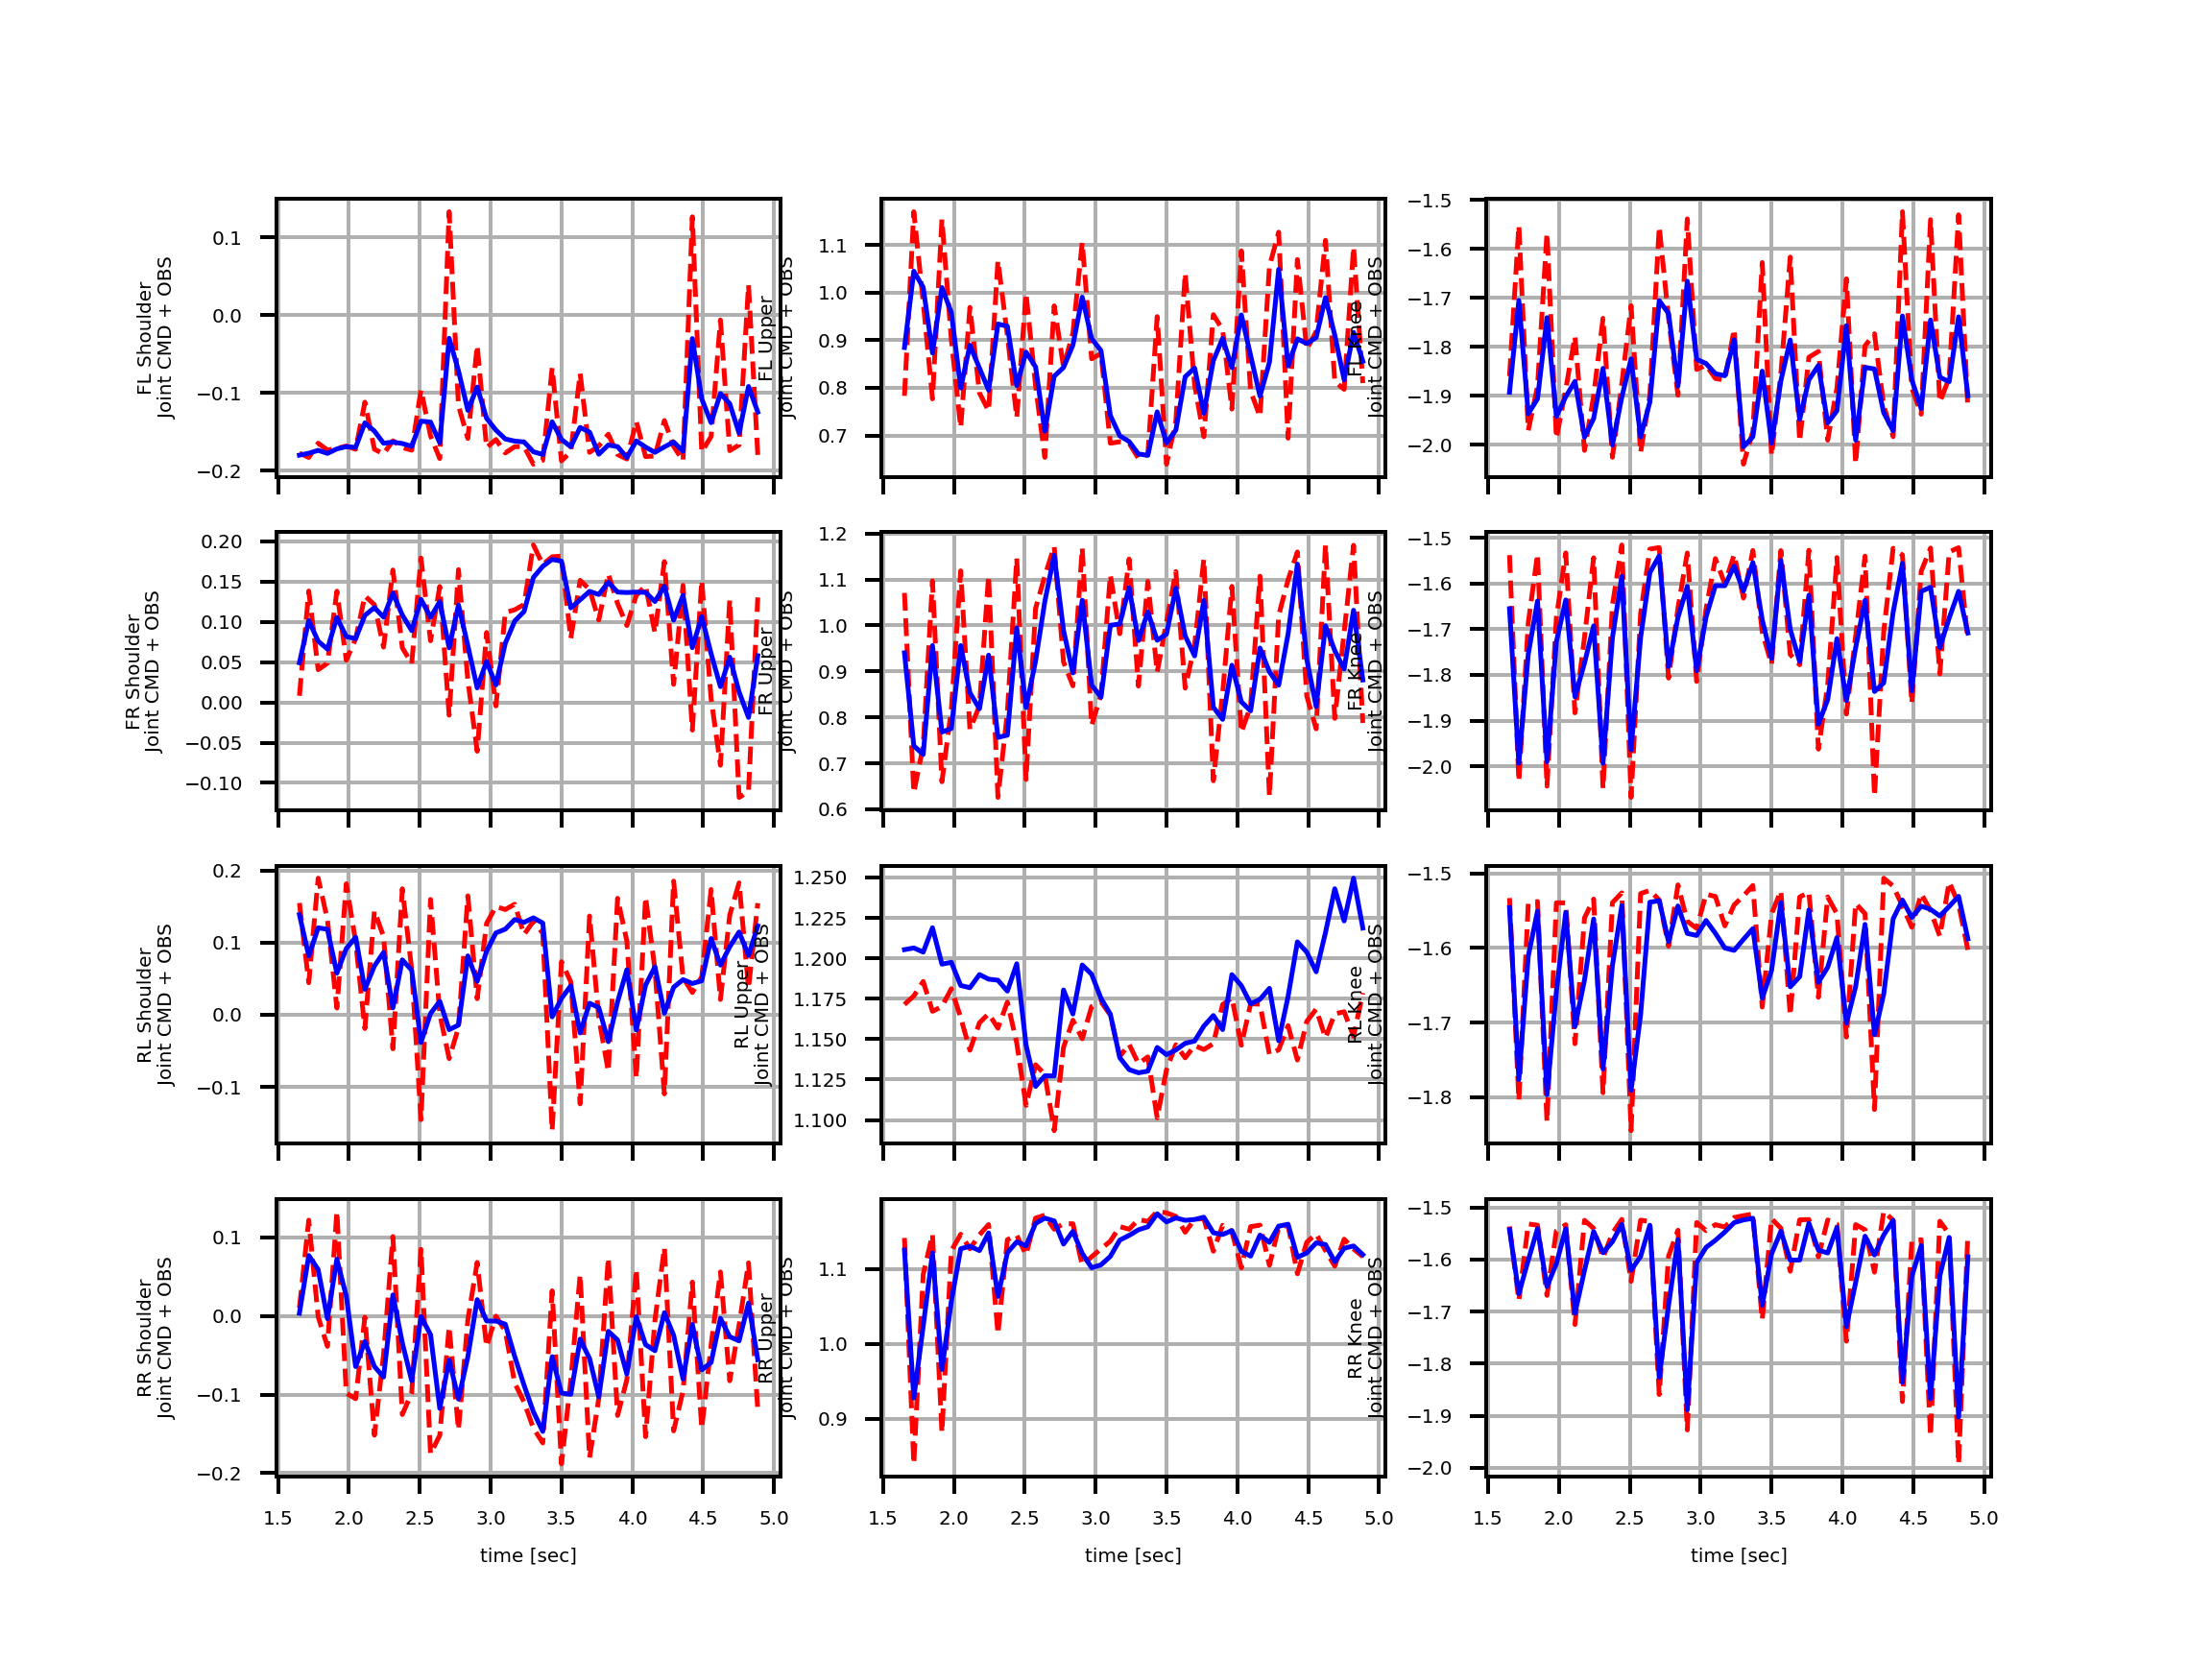 FL Shoulder
Joint CMD + OBS
0.1
0.0
−0.1
−0.2
FL Upper
Joint CMD + OBS
1.1
1.0
0.9
0.8
0.7
FL Knee
Joint CMD + OBS
−1.5
−1.6
−1.7
−1.8
−1.9
−2.0
FR Shoulder
Joint CMD + OBS
0.20
0.15
0.10
0.05
0.00
−0.05
−0.10
FR Upper
Joint CMD + OBS
1.2
1.1
1.0
0.9
0.8
0.7
0.6
FR Knee
Joint CMD + OBS
−1.5
−1.6
−1.7
−1.8
−1.9
−2.0
RL Shoulder
Joint CMD + OBS
0.2
0.1
0.0
−0.1
RL Upper
Joint CMD + OBS
1.250
1.225
1.200
1.175
1.150
1.125
1.100
RL Knee
Joint CMD + OBS
−1.5
−1.6
−1.7
−1.8
RR Shoulder
Joint CMD + OBS
0.1
0.0
−0.1
−0.2
1.5 2.0 2.5 3.0 3.5 4.0 4.5 5.0
time [sec]
RR Upper
Joint CMD + OBS
1.1
1.0
0.9
1.5 2.0 2.5 3.0 3.5 4.0 4.5 5.0
time [sec]
RR Knee
Joint CMD + OBS
−1.5
−1.6
−1.7
−1.8
−1.9
−2.0
1.5 2.0 2.5 3.0 3.5 4.0 4.5 5.0
time [sec]